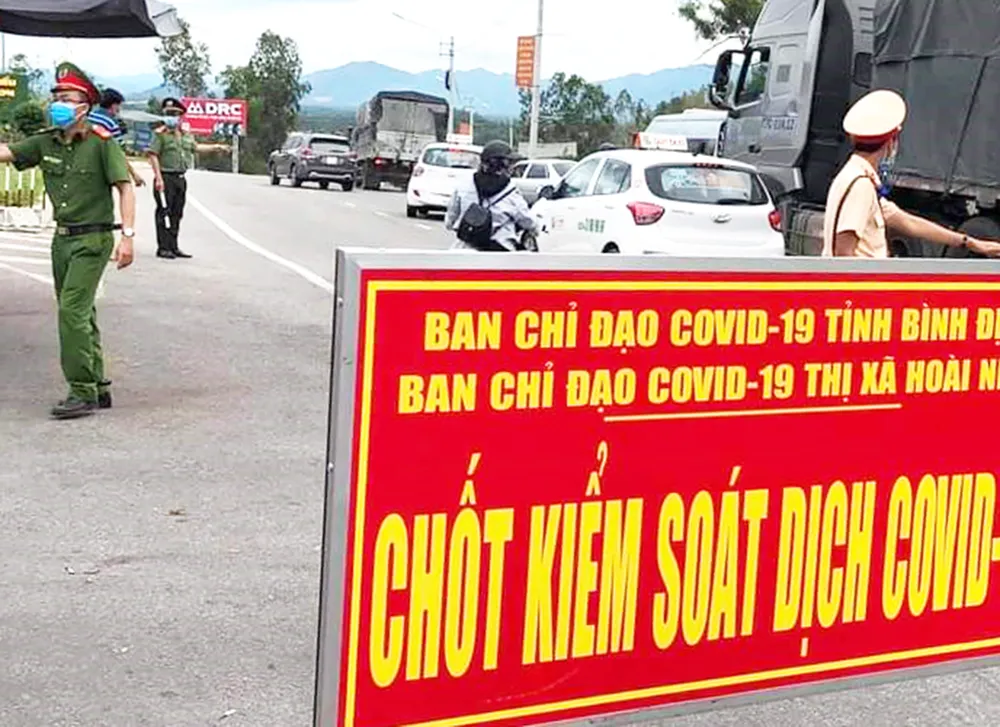 DRC
BAN CHỈ ĐẠO COVID-19 TỈNH BÌNH
BAN CHỈ ĐẠO COVID-19 THỊ XÃ HOÀI
CHỐT KIỂM SOÁT DỊCH COVID-